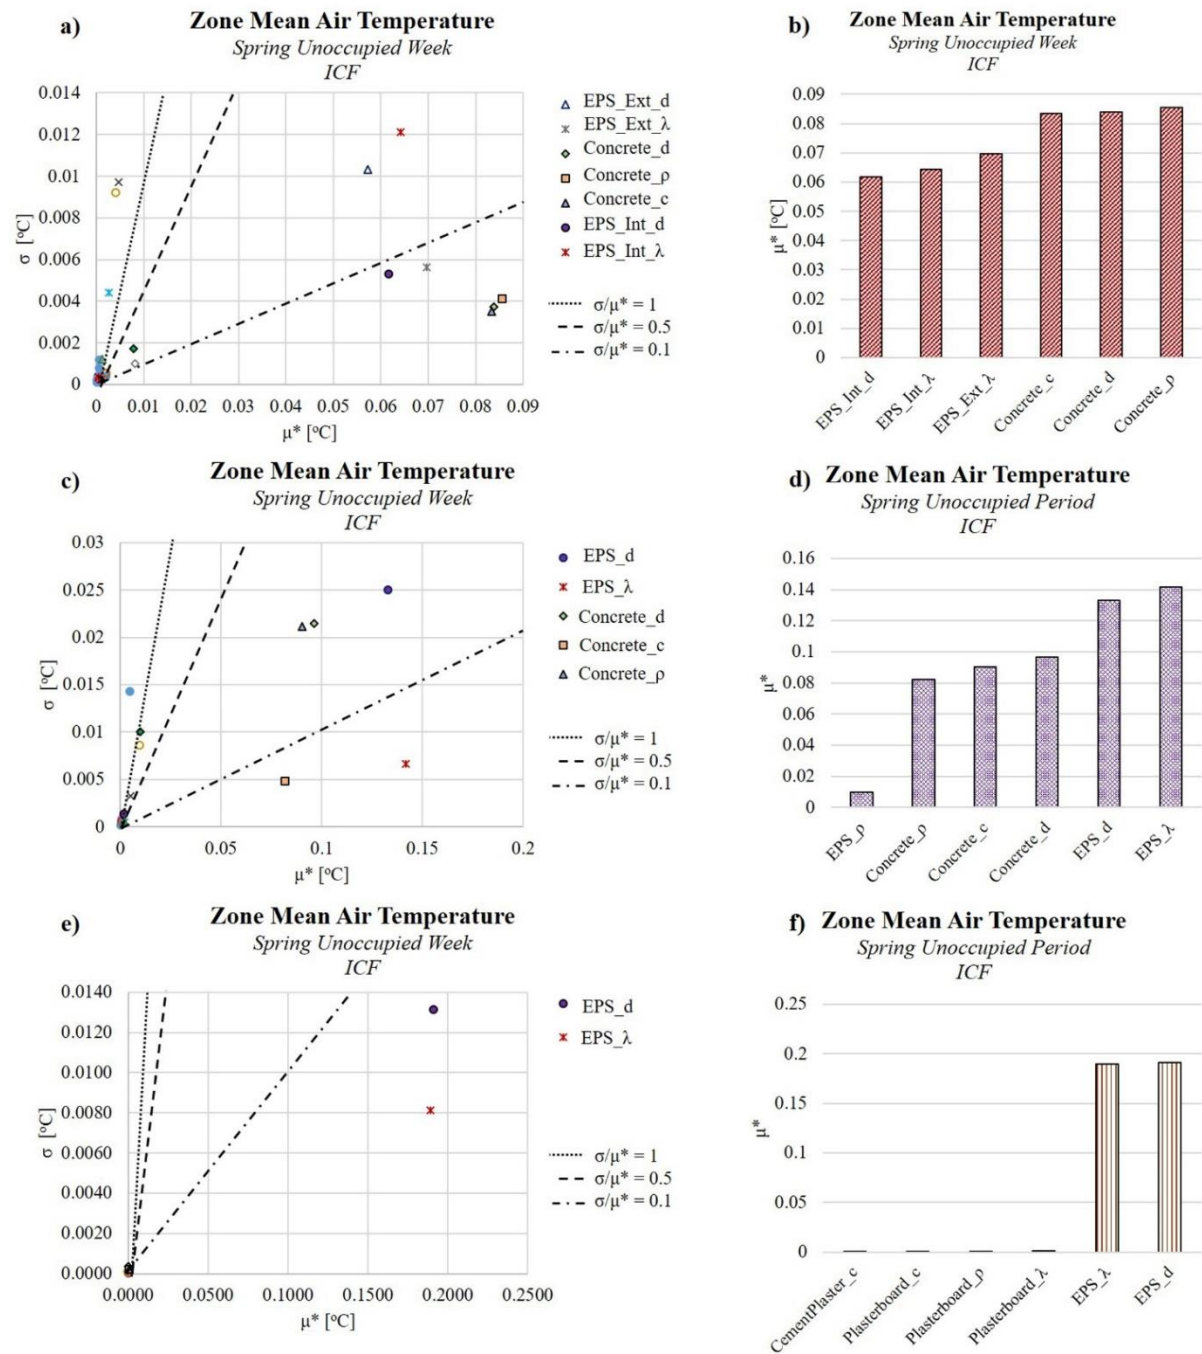 a)
Zone Mean Air Temperature
Spring Unoccupied Week
ICF
0.014
0.012
0.01
0.008
0.006
0.004
0.002
0
σ [°C]
0
0.01
0.02
0.03
0.04
0.05
0.06
0.07
0.08
0.09
μ* [°C]
EPS_Ext_d
EPS_Ext_λ
Concrete_d
Concrete_ρ
Concrete_c
EPS_Int_d
EPS_Int_λ
σ/μ* = 1
σ/μ* = 0.5
σ/μ* = 0.1
b)
Zone Mean Air Temperature
Spring Unoccupied Week
ICF
0.09
0.08
0.07
0.06
0.05
0.04
0.03
0.02
0.01
0
μ* [°C]
EPS_Int_d
EPS_Int_λ
EPS_Ext_λ
Concrete_c
Concrete_d
Concrete_ρ
c)
Zone Mean Air Temperature
Spring Unoccupied Week
ICF
0.03
0.025
0.02
0.015
0.01
0.005
0
σ [°C]
0
0.05
0.1
0.15
0.2
μ* [°C]
EPS_d
EPS_λ
Concrete_d
Concrete_c
Concrete_ρ
σ/μ* = 1
σ/μ* = 0.5
σ/μ* = 0.1
d)
Zone Mean Air Temperature
Spring Unoccupied Period
ICF
0.16
0.14
0.12
0.1
0.08
0.06
0.04
0.02
0
μ*
EPS_ρ
Concrete_ρ
Concrete_c
Concrete_d
EPS_d
EPS_λ
e)
Zone Mean Air Temperature
Spring Unoccupied Week
ICF
0.0140
0.0120
0.0100
0.0080
0.0060
0.0040
0.0020
0.0000
σ [°C]
0.0000
0.0500
0.1000
0.1500
0.2000
0.2500
μ* [°C]
EPS_d
EPS_λ
σ/μ* = 1
σ/μ* = 0.5
σ/μ* = 0.1
f)
Zone Mean Air Temperature
Spring Unoccupied Period
ICF
0.25
0.2
0.15
0.1
0.05
0
μ*
CementPlaster_c
Plasterboard_c
Plasterboard_ρ
Plasterboard_λ
EPS_λ
EPS_d